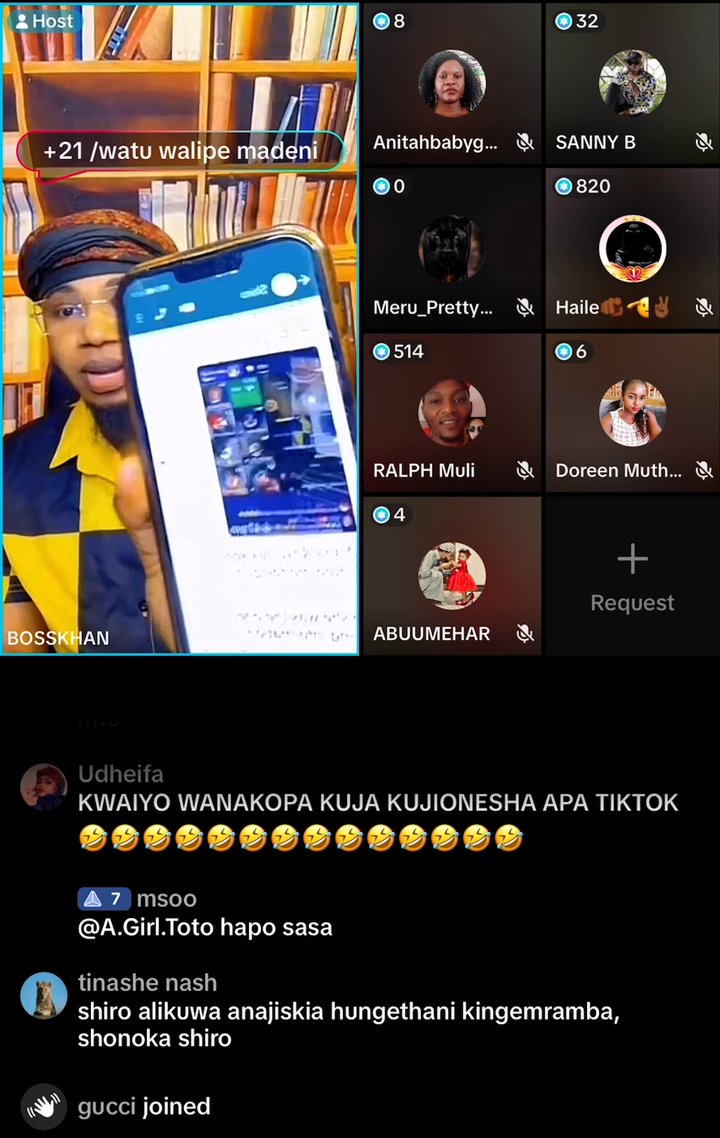 Host
+21 /watu walipe madeni
BOSSKHAN
8
Anitahbabyg...
32
SANNY B
0
Meru_Pretty...
820
Haile🫵🏾🫰✌🏾
514
RALPH Muli
6
Doreen Muth...
4
ABUUMEHAR
Request
Udheifa
KWAIYO WANAKOPA KUJA KUJIONESHA APA TIKTOK
🤣🤣🤣🤣🤣🤣🤣🤣🤣🤣🤣🤣🤣🤣
7 msoo
@A.Girl.Toto hapo sasa
tinashe nash
shiro alikuwa anajiskia hungethani kingemramba,
shonoka shiro
gucci joined